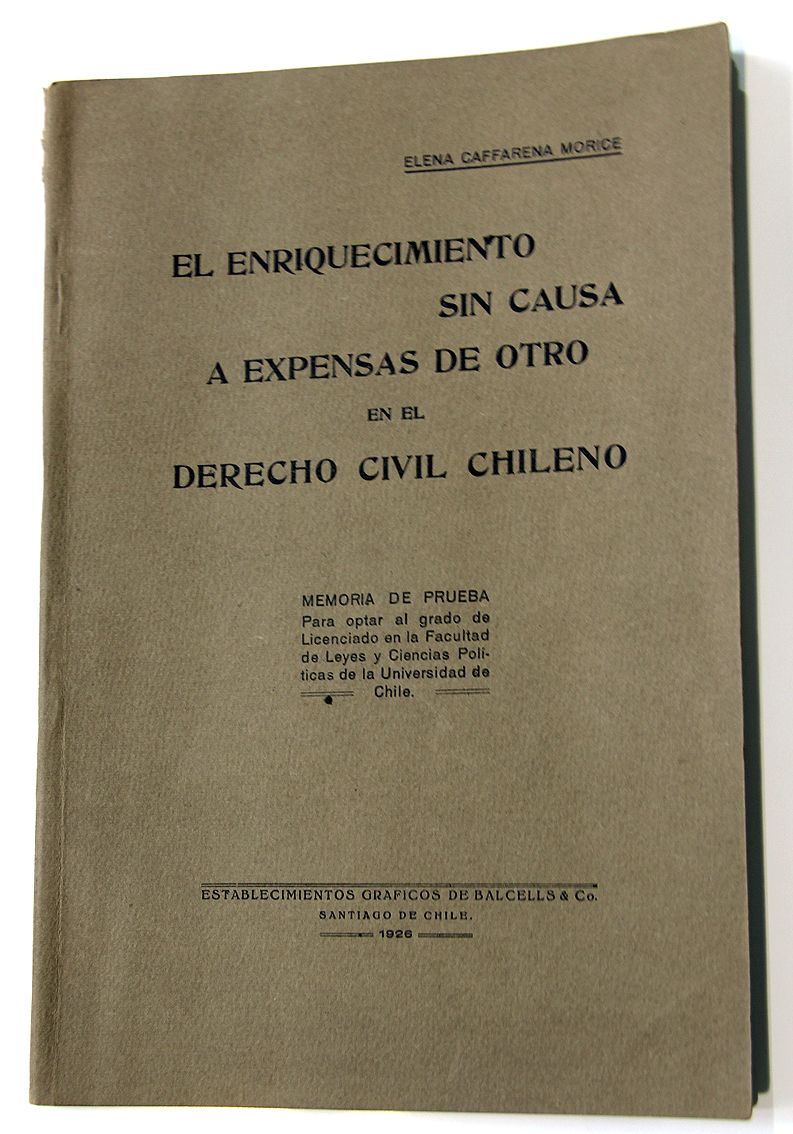 ELENA CAFFARENA MORICE
EL ENRIQUECIMIENTO
SIN CAUSA
A EXPENSAS DE OTRO
EN EL
DERECHO CIVIL CHILENO
MEMORIA DE PRUEBA
Para optar al grado de
Licenciado en la Facultad
de Leyes y Ciencias Polí-
ticas de la Universidad de
Chile.
ESTABLECIMIENTOS GRAFICOS DE BALCELLS & Co.
SANTIAGO DE CHILE.
1926